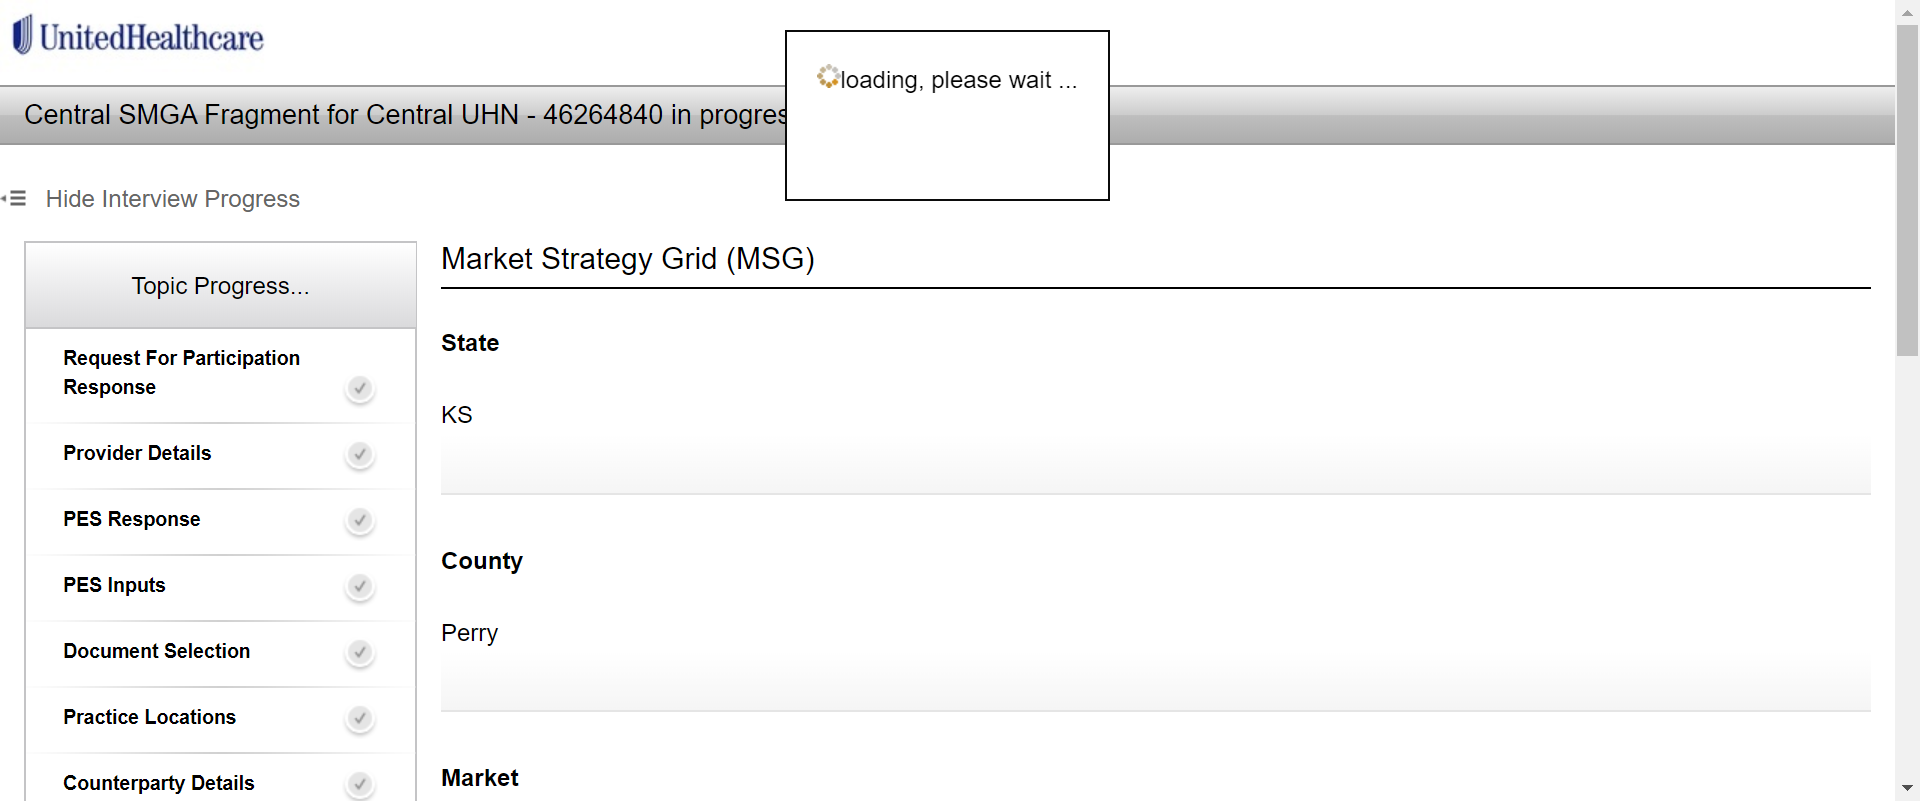 UnitedHealthcare
loading, please wait ...
Central SMGA Fragment for Central UHN - 46264840 in progres
Hide Interview Progress
Topic Progress...
Request For Participation
Response
Provider Details
PES Response
PES Inputs
Document Selection
Practice Locations
Counterparty Details
Market Strategy Grid (MSG)
State
KS
County
Perry
Market